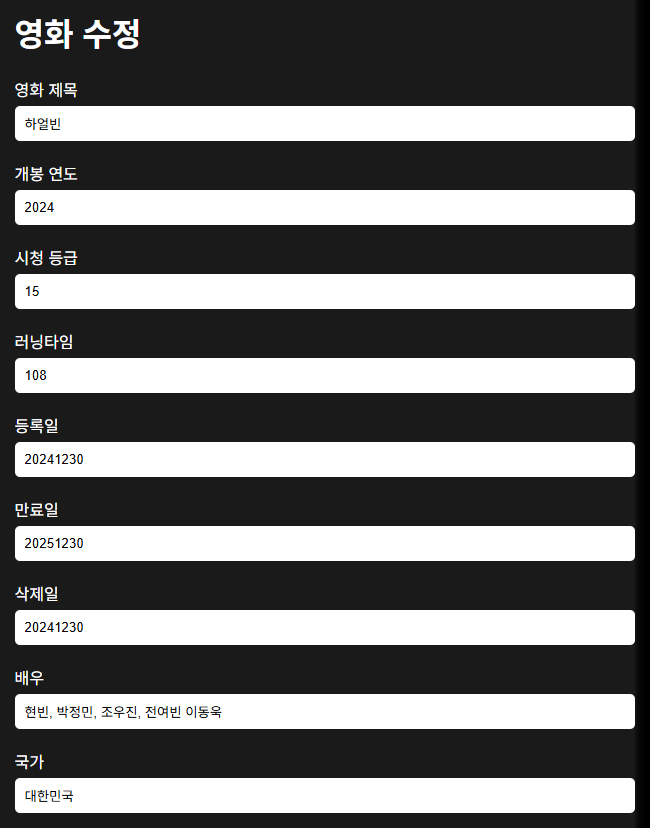 영화 수정
영화 제목
하얼빈
개봉 연도
2024
시청 등급
15
러닝타임
108
등록일
20241230
만료일
20251230
삭제일
20241230
배우
현빈, 박정민, 조우진, 전여빈 이동욱
국가
대한민국